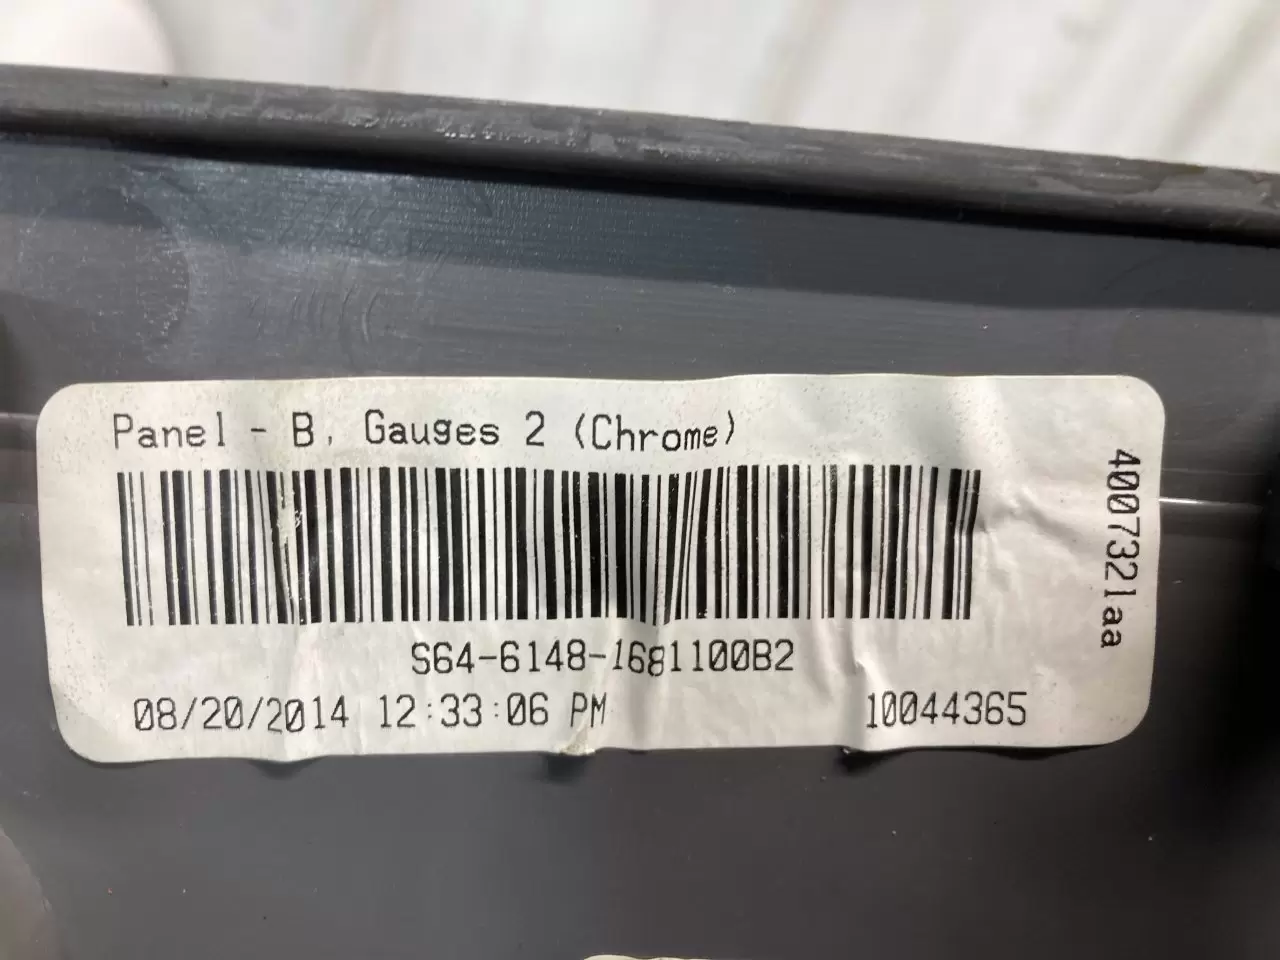 Panel - B, Gauges 2 (Chrome)
S64-6148-1681100B2
08/20/2014 12:33:06 PM
10044365
4007321aa